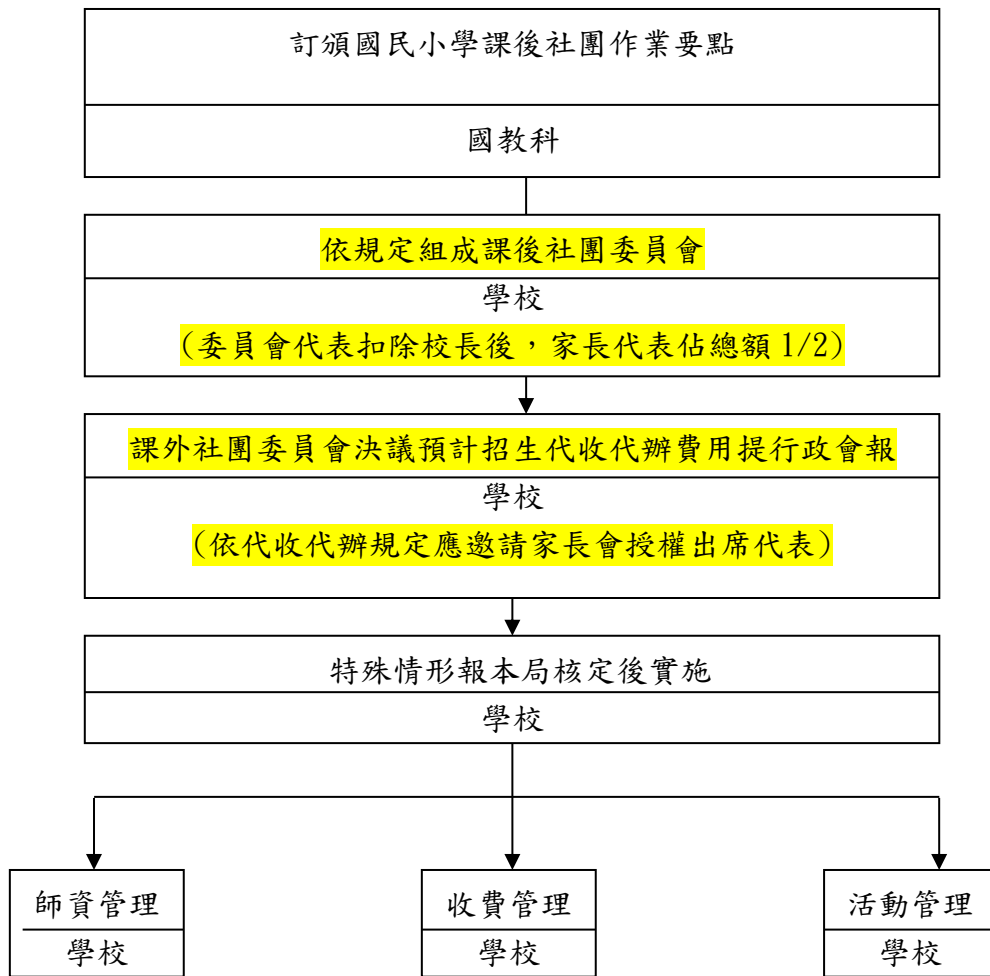 訂頒國民小學課後社團作業要點
國教科
依規定組成課後社團委員會
學校
(委員會代表扣除校長後，家長代表佔總額 1/2)
課外社團委員會決議預計招生代收代辦費用提行政會報
學校
(依代收代辦規定應邀請家長會授權出席代表)
特殊情形報本局核定後實施
學校
師資管理
學校
收費管理
學校
活動管理
學校